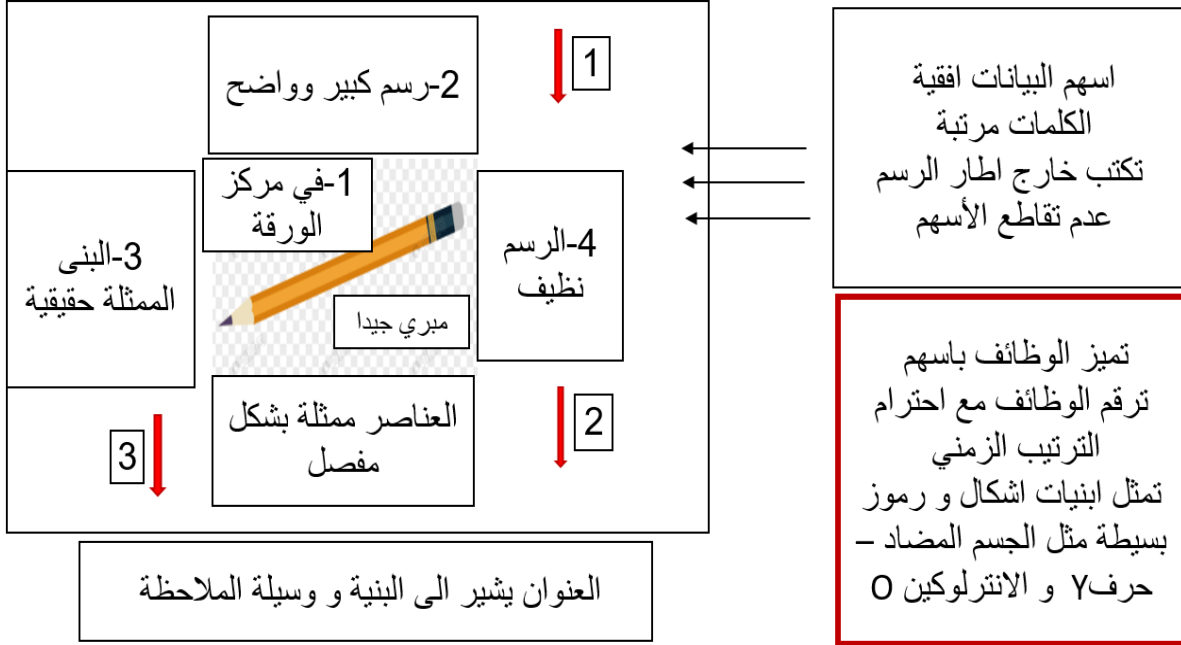 اسهم البيانات افقية
الكلمات مرتبة
تكتب خارج اطار الرسم
عدم تقاطع الأسهم
1
2-رسم كبير وواضح
1-في مركز
الورقة
4-الرسم
نظيف
3-البنى
الممثلة حقيقية
مبري جيدا
العناصر ممثلة بشكل
مفصل
2
3
تميز الوظائف باسهم
ترقم الوظائف مع احترام
الترتيب الزمني
تمثل ابنيات اشكال و رموز
بسيطة مثل الجسم المضاد –
حرفY و الانترلوكين O
العنوان يشير الى البنية و وسيلة الملاحظة